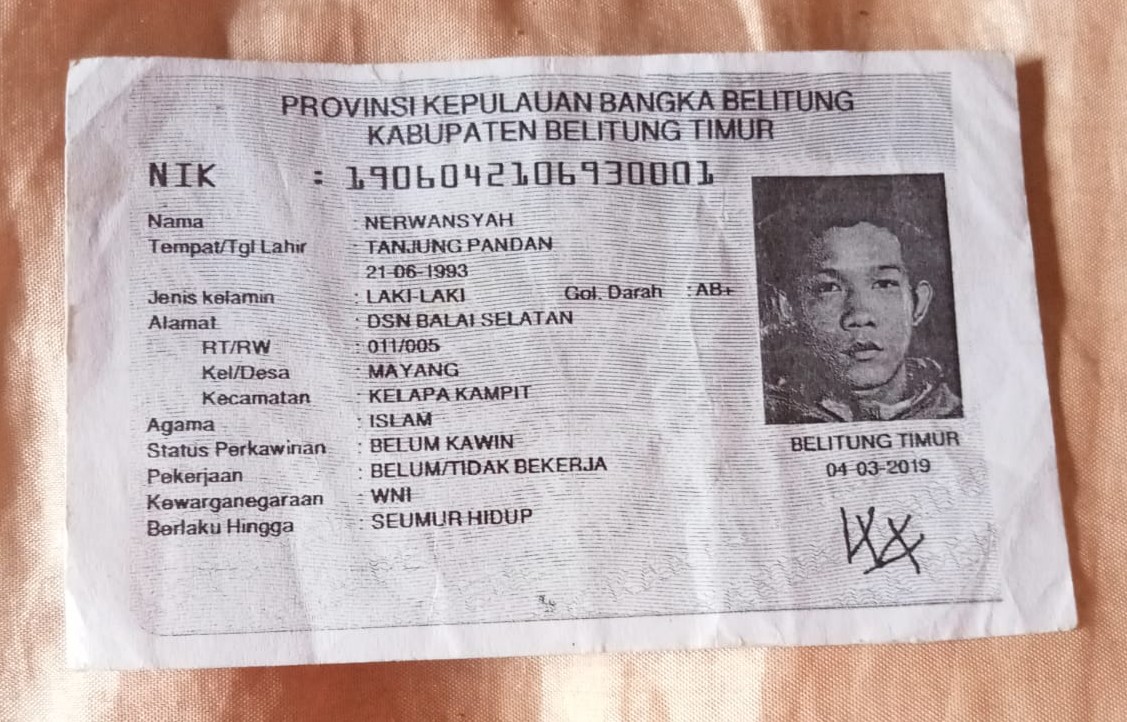 PROVINSI KEPULAUAN BANGKA BELITUNG
KABUPATEN BELITUNG TIMUR
NIK : 1906042106930001
Nama : NERWANSYAH
Tempat/Tgl Lahir : TANJUNG PANDAN
21-06-1993
Jenis kelamin : LAKI-LAKI Gol. Darah : AB+
Alamat : DSN BALAI SELATAN
RT/RW : 011/005
Kel/Desa : MAYANG
Kecamatan : KELAPA KAMPIT
Agama : ISLAM
Status Perkawinan : BELUM KAWIN
Pekerjaan : BELUM/TIDAK BEKERJA
Kewarganegaraan : WNI
Berlaku Hingga : SEUMUR HIDUP
BELITUNG TIMUR
04-03-2019